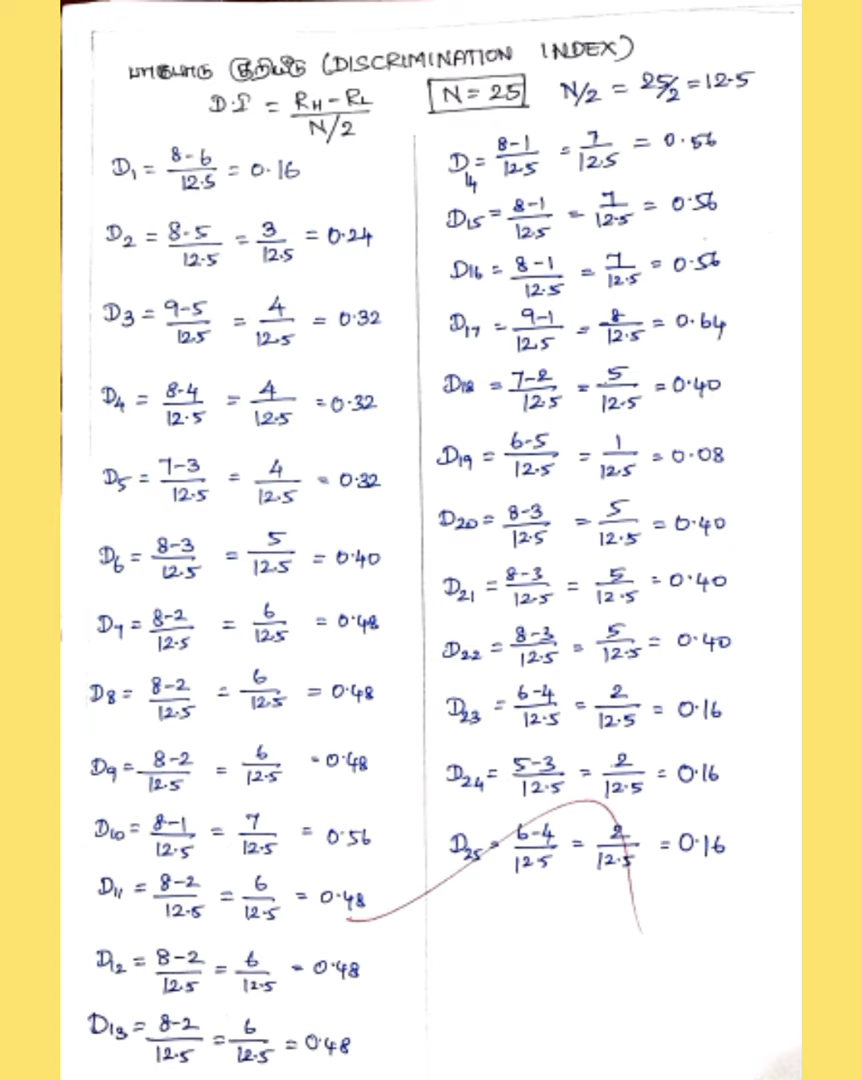 பாகுபாடு குறியீடு (DISCRIMINATION INDEX)
D.I = RH-RL / N/2
N = 25
N/2 = 25/2 = 12.5
D1 = 8-6/12.5 = 0.16
D2 = 8-5/12.5 = 3/12.5 = 0.24
D3 = 9-5/12.5 = 4/12.5 = 0.32
D4 = 8-4/12.5 = 4/12.5 = 0.32
D5 = 7-3/12.5 = 4/12.5 = 0.32
D6 = 8-3/12.5 = 5/12.5 = 0.40
D7 = 8-2/12.5 = 6/12.5 = 0.48
D8 = 8-2/12.5 = 6/12.5 = 0.48
D9 = 8-2/12.5 = 6/12.5 = 0.48
D10 = 8-1/12.5 = 7/12.5 = 0.56
D11 = 8-2/12.5 = 6/12.5 = 0.48
D12 = 8-2/12.5 = 6/12.5 = 0.48
D13 = 8-2/12.5 = 6/12.5 = 0.48
D14 = 8-1/12.5 = 7/12.5 = 0.56
D15 = 8-1/12.5 = 7/12.5 = 0.56
D16 = 8-1/12.5 = 7/12.5 = 0.56
D17 = 9-1/12.5 = 8/12.5 = 0.64
D18 = 7-2/12.5 = 5/12.5 = 0.40
D19 = 6-5/12.5 = 1/12.5 = 0.08
D20 = 8-3/12.5 = 5/12.5 = 0.40
D21 = 8-3/12.5 = 5/12.5 = 0.40
D22 = 8-3/12.5 = 5/12.5 = 0.40
D23 = 6-4/12.5 = 2/12.5 = 0.16
D24 = 5-3/12.5 = 2/12.5 = 0.16
D25 = 6-4/12.5 = 2/12.5 = 0.16